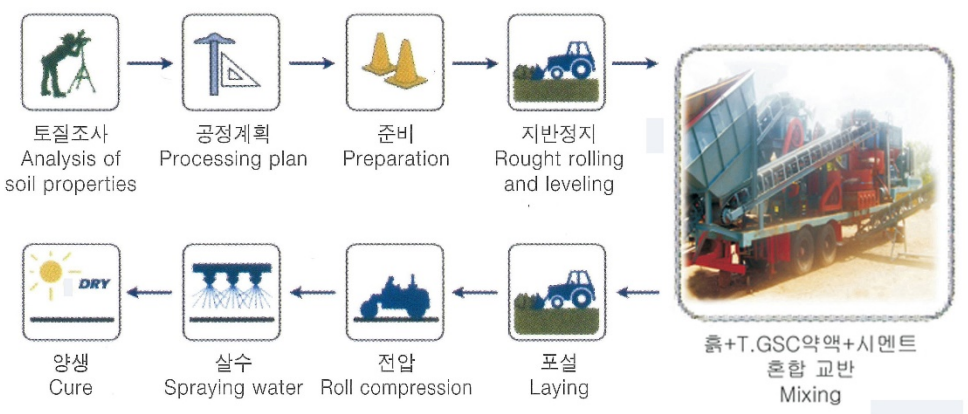 토질조사
Analysis of
soil properties
공정계획
Processing plan
준비
Preparation
지반정지
Rought rolling
and leveling
흙+T.GSC약액+시멘트
혼합 교반
Mixing
포설
Laying
전압
Roll compression
살수
Spraying water
DRY
양생
Cure